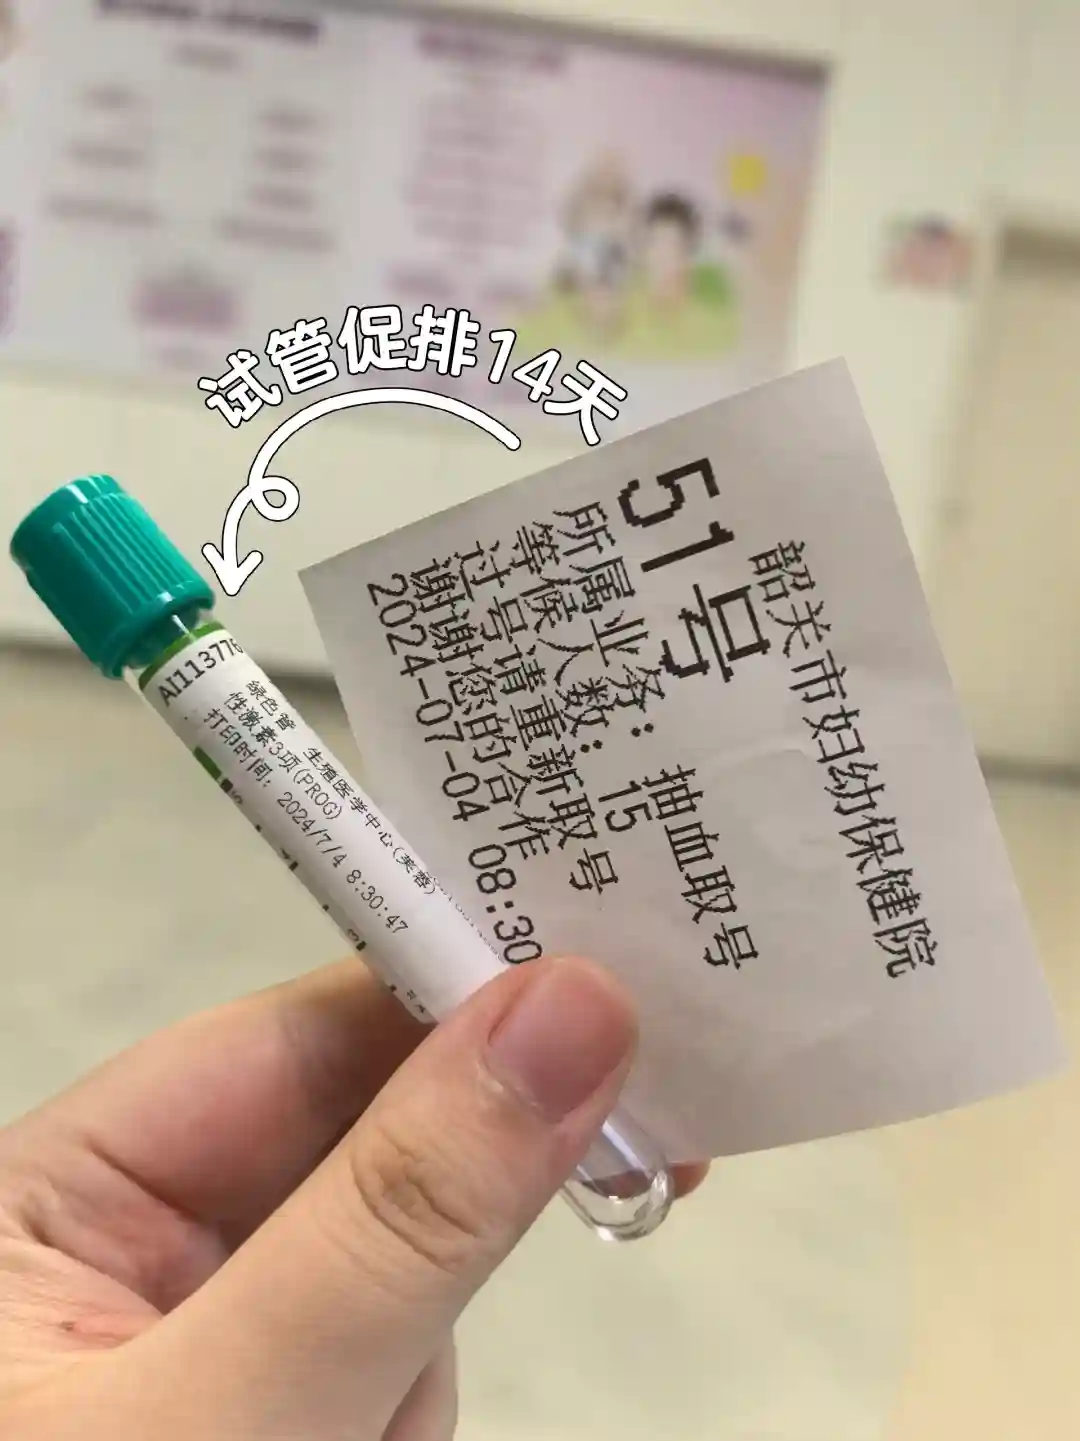 试管促排14天
韶关市妇幼保健院
51号
所属业务：抽血取号
等候人数：15
过号请重新取号
谢谢您的合作
2024-07-04 08:30
AI113776
绿色管 生殖医学中心(芙蓉)
性激素3项(PROG)
打印时间：2024/7/4 8:30:47